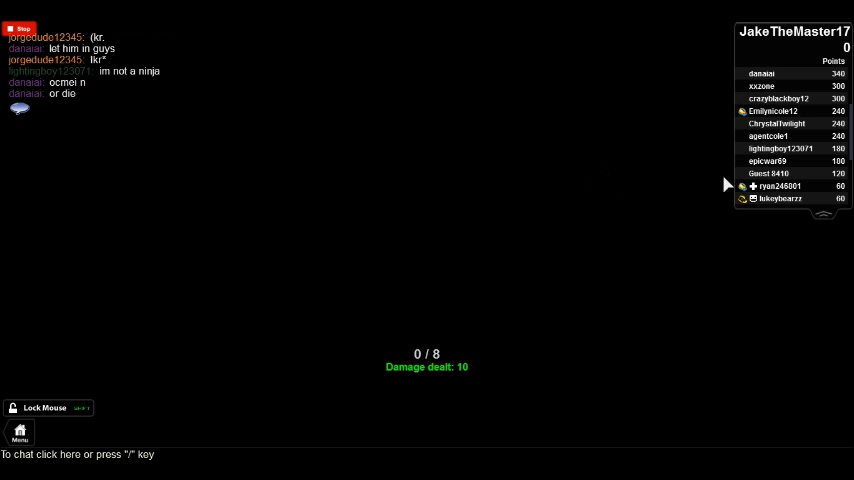 Stop
jorgedude12345: (kr.
danaiai: let him in guys
jorgedude12345: Ikr*
lightingboy123071: im not a ninja
danaiai: ocmei n
danaiai: or die
JakeTheMaster17
0
Points
danaiai 340
xxzone 300
crazyblackboy12 300
Emilynicole12 240
ChrystalTwilight 240
agentcole1 240
lightingboy123071 180
epicwar69 180
Guest 8410 120
ryan246801 60
lukeybearzz 60
0 / 8
Damage dealt: 10
Lock Mouse SHIFT
Menu
To chat click here or press "/" key